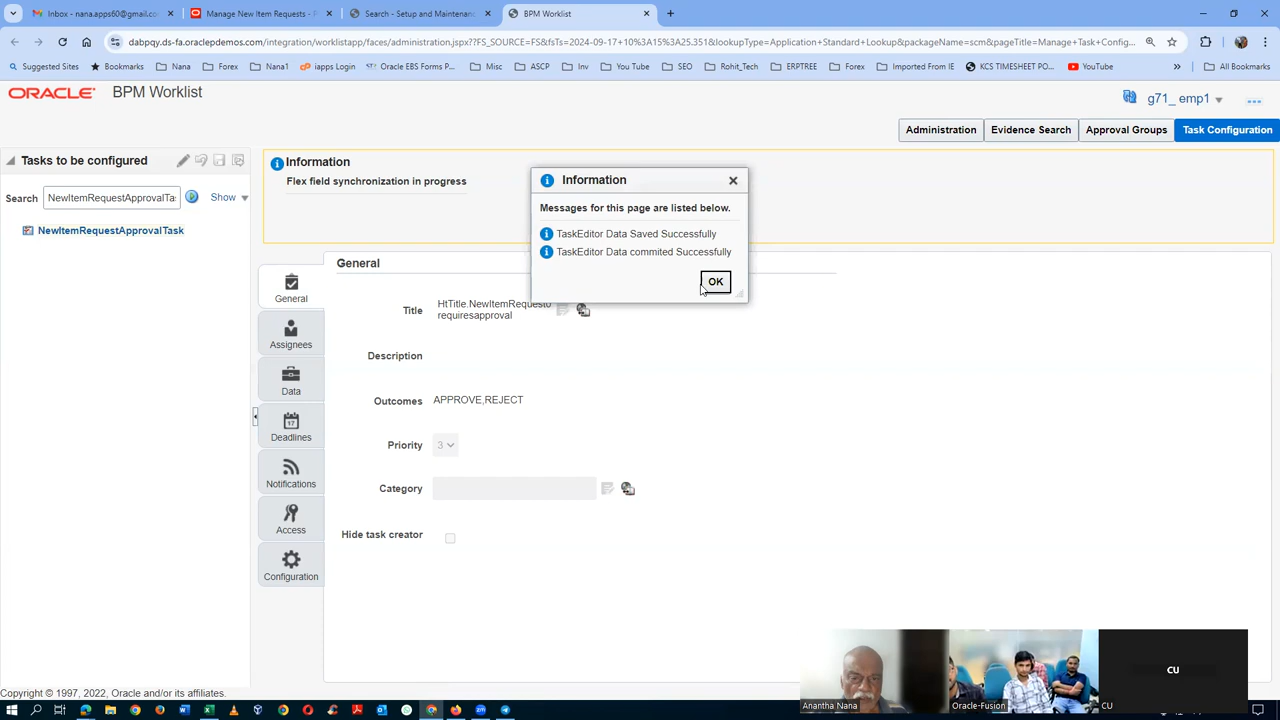 Inbox - nana.apps60@gmail.co
Manage New Item Requests - P
Search - Setup and Maintenanc
BPM Worklist
dabpqy.ds-fa.oraclepdemos.com/integration/worklistapp/faces/administration.jspx??FS_SOURCE=FS&fsTs=2024-09-17+10%3A15%3A25.351&lookupType=Application+Standard+Lookup&packageName=scm&pageTitle=Manage+Task+Config...
Suggested Sites
Bookmarks
Nana
Forex
Nana1
iapps Login
Oracle EBS Forms P...
Misc
ASCP
Inv
You Tube
SEO
Rohit_Tech
ERPTREE
Forex
Imported From IE
KCS TIMESHEET PO...
YouTube
All Bookmarks
ORACLE BPM Worklist
g71_ emp1
Administration
Evidence Search
Approval Groups
Task Configuration
Tasks to be configured
Search NewItemRequestApprovalTa: Show
NewItemRequestApprovalTask
Information
Flex field synchronization in progress
Information
Messages for this page are listed below.
TaskEditor Data Saved Successfully
TaskEditor Data commited Successfully
OK
General
Assignees
Data
Deadlines
Notifications
Access
Configuration
General
Title HtTitle.NewItemRequesto
requiresapproval
Description
Outcomes APPROVE,REJECT
Priority 3
Category
Hide task creator
Copyright © 1997, 2022, Oracle and/or its affiliates.
Anantha Nana
Oracle-Fusion
CU
CU